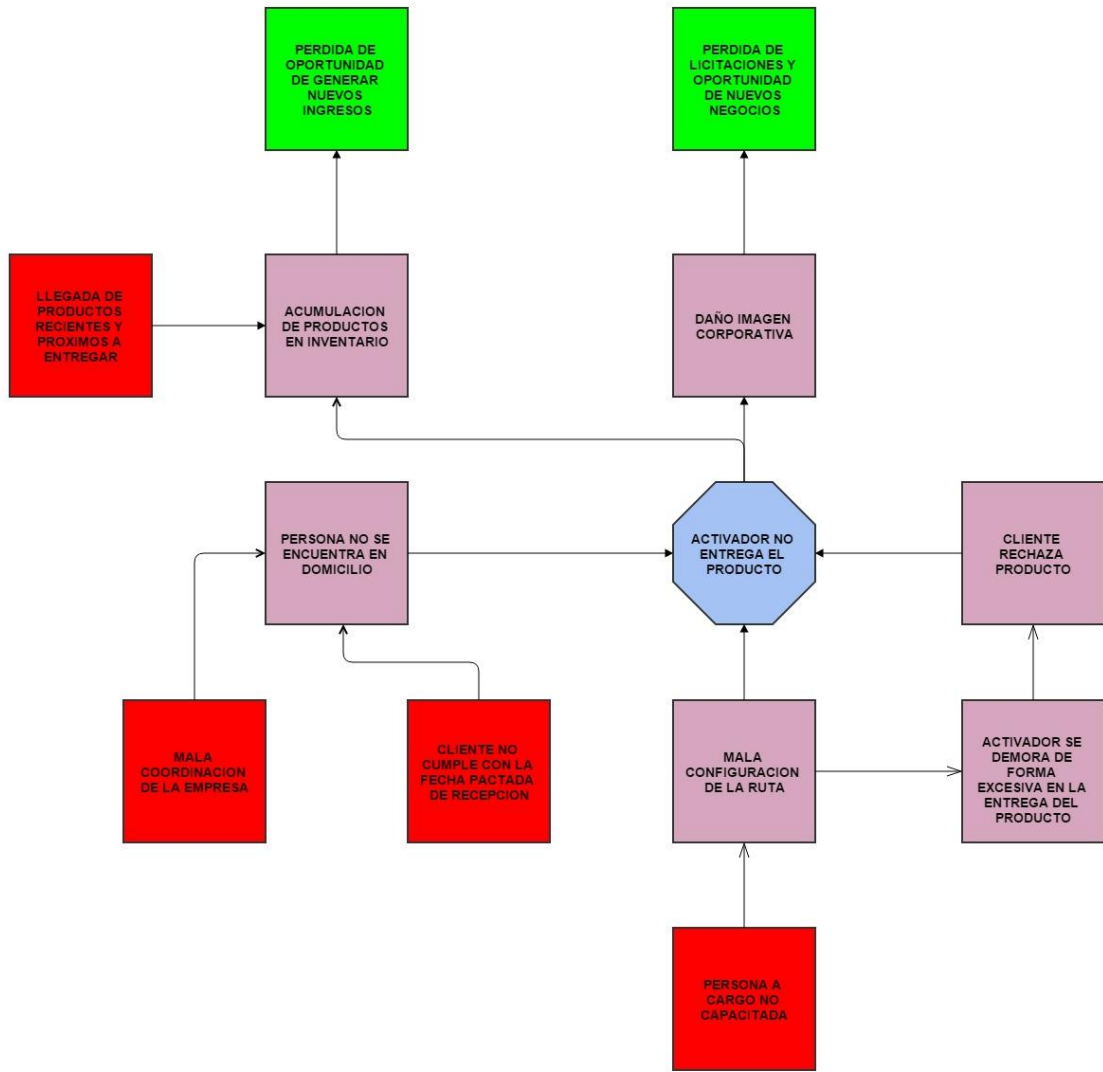 PERDIDA DE
OPORTUNIDAD
DE GENERAR
NUEVOS
INGRESOS
PERDIDA DE
LICITACIONES Y
OPORTUNIDAD
DE NUEVOS
NEGOCIOS
LLEGADA DE
PRODUCTOS
RECIENTES Y
PROXIMOS A
ENTREGAR
ACUMULACION
DE PRODUCTOS
EN INVENTARIO
DAÑO IMAGEN
CORPORATIVA
PERSONA NO SE
ENCUENTRA EN
DOMICILIO
ACTIVADOR NO
ENTREGA EL
PRODUCTO
CLIENTE
RECHAZA
PRODUCTO
MALA
COORDINACION
DE LA EMPRESA
CLIENTE NO
CUMPLE CON LA
FECHA PACTADA
DE RECEPCION
MALA
CONFIGURACION
DE LA RUTA
ACTIVADOR SE
DEMORA DE
FORMA
EXCESIVA EN LA
ENTREGA DEL
PRODUCTO
PERSONA A
CARGO NO
CAPACITADA